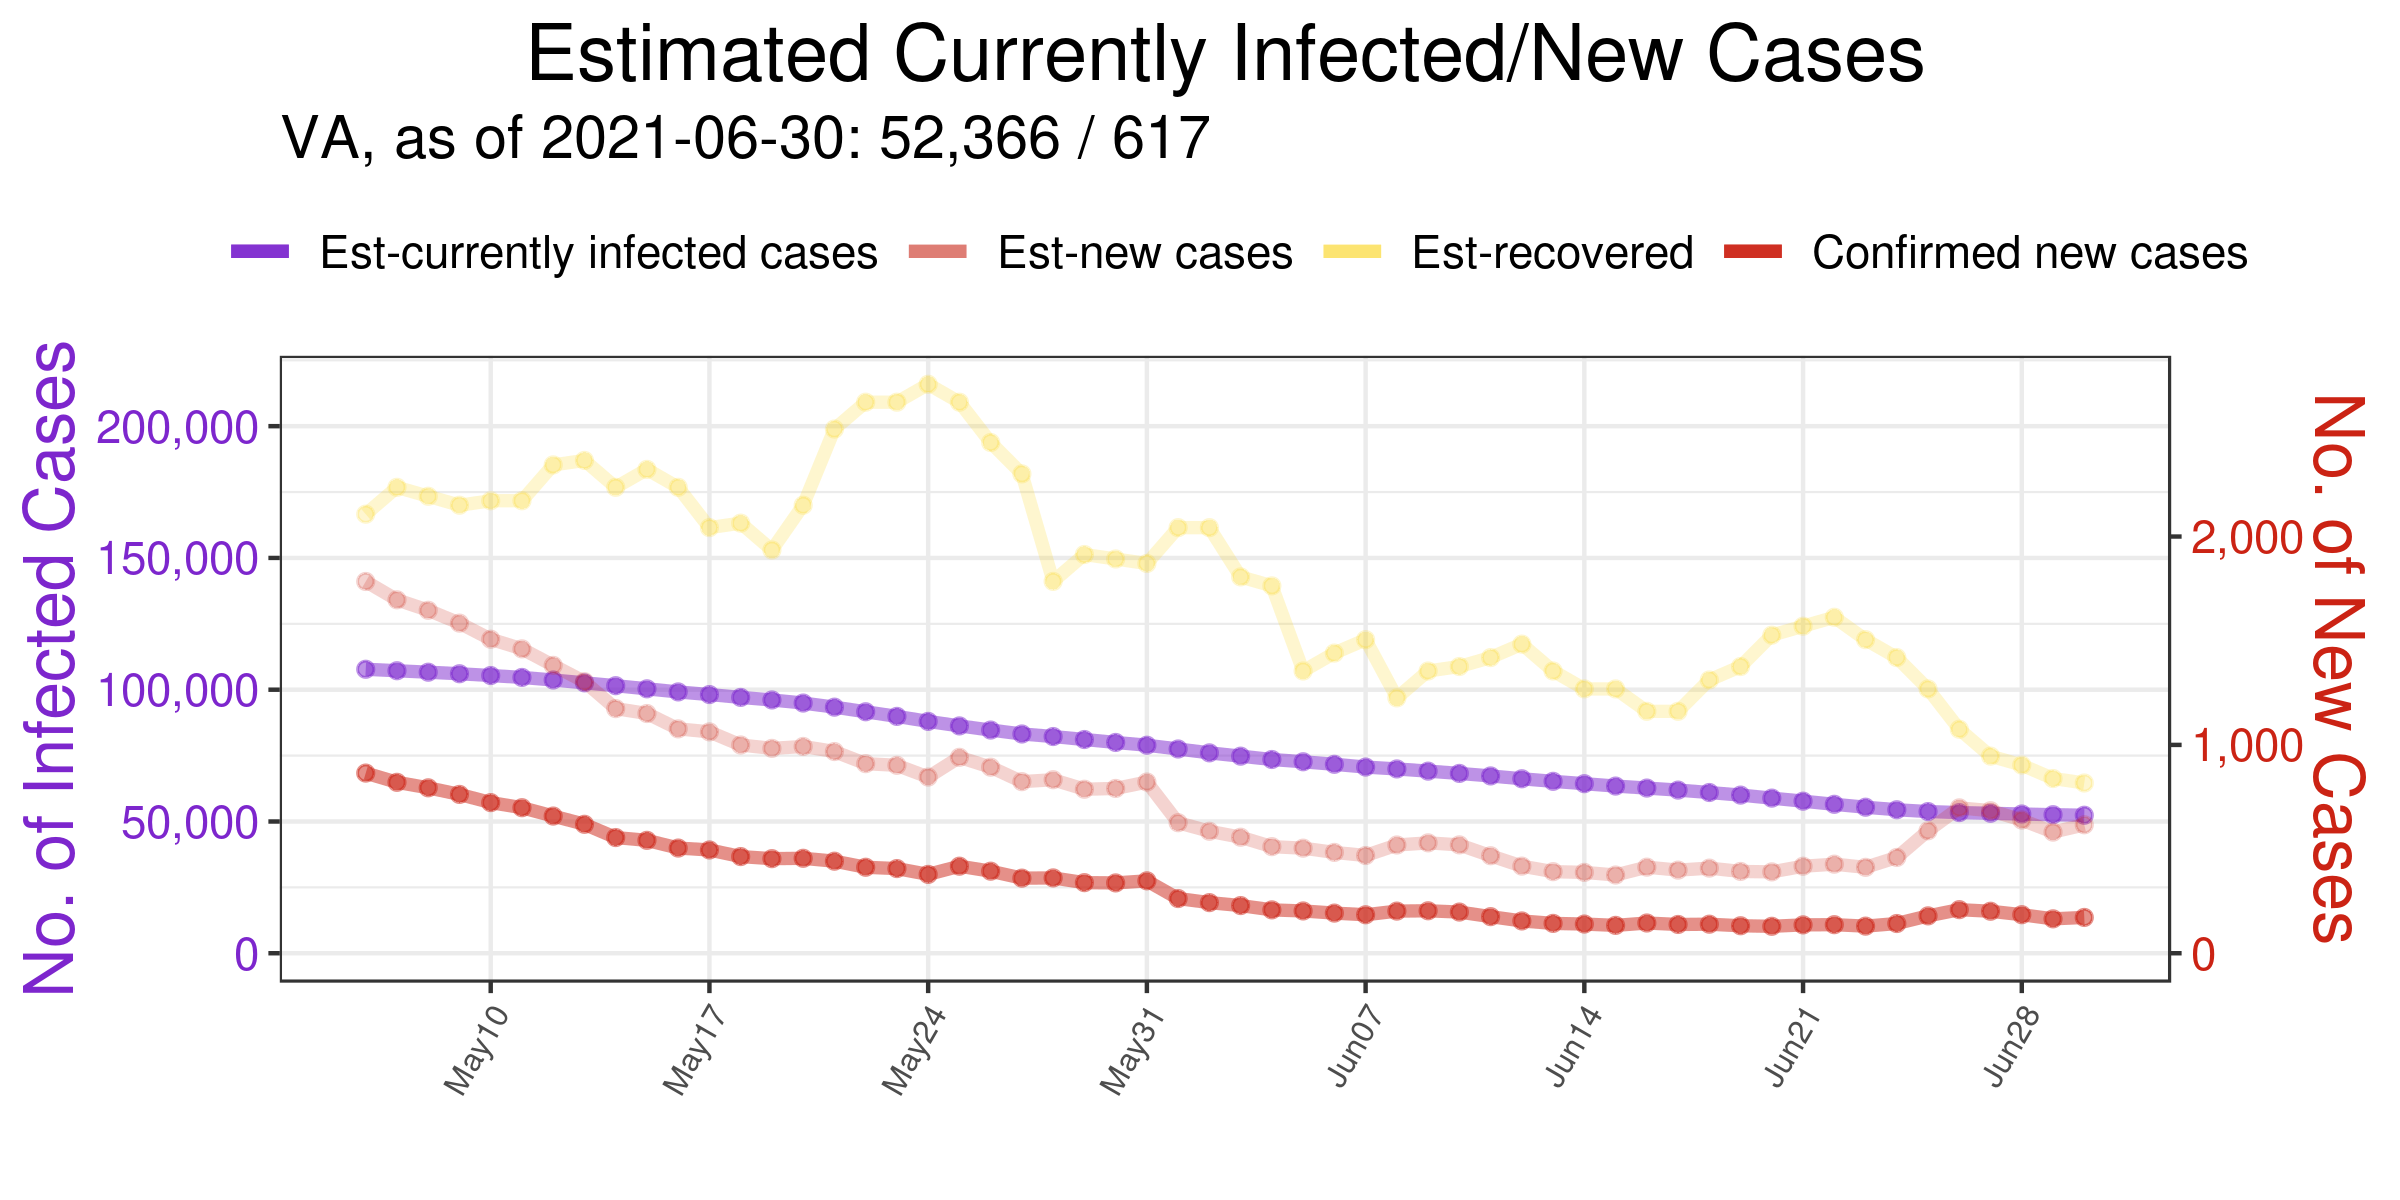 Estimated Currently Infected/New Cases
VA, as of 2021-06-30: 52,366 / 617
Est-currently infected cases Est-new cases Est-recovered Confirmed new cases
No. of Infected Cases
200,000
150,000
100,000
50,000
0
No. of New Cases
2,000
1,000
0
May10 May17 May24 May31 Jun07 Jun14 Jun21 Jun28